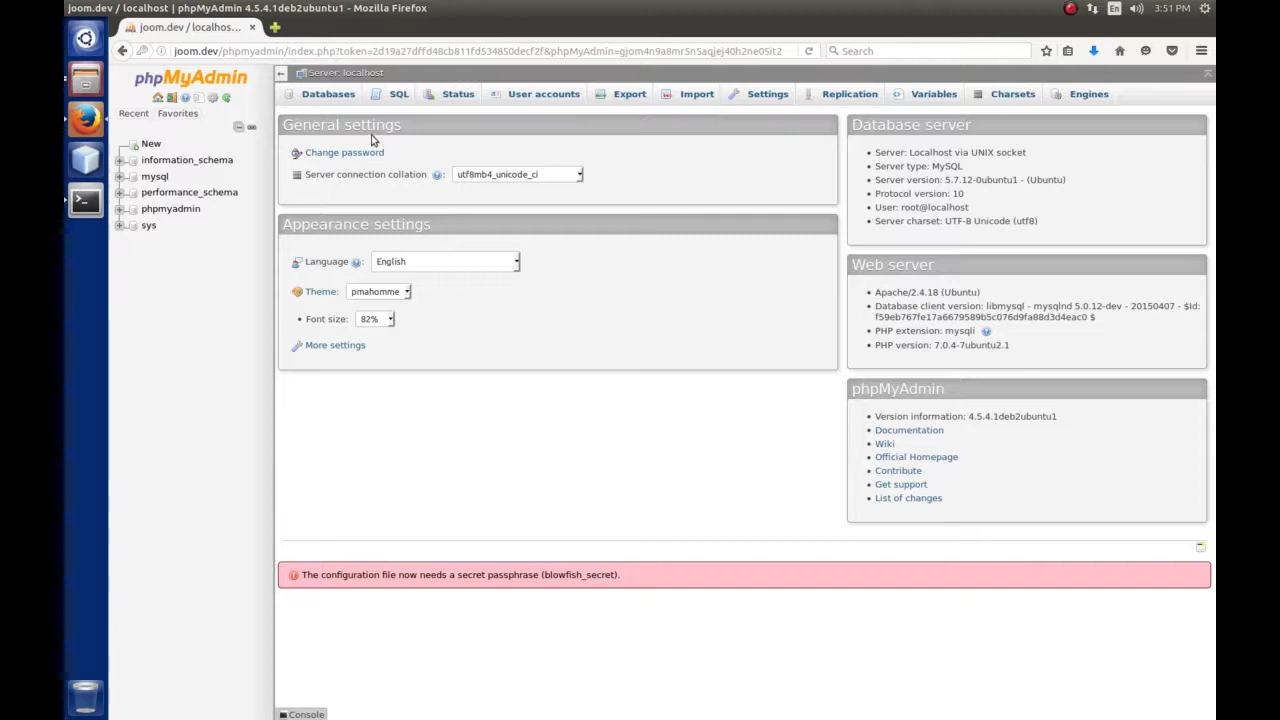 joom.dev / localhost | phpMyAdmin 4.5.4.1deb2ubuntu1 - Mozilla Firefox
En
3:51 PM
joom.dev / localhos...
joom.dev/phpmyadmin/index.php?token=2d19a27dffd48cb811fd534850decf2f&phpMyAdmin=gjom4n9a8mr5n5aqjej40h2ne05it2
Search
phpMyAdmin
Recent Favorites
New
information_schema
mysql
performance_schema
phpmyadmin
sys
Server: localhost
Databases SQL Status User accounts Export Import Settings Replication Variables Charsets Engines
General settings
Change password
Server connection collation : utf8mb4_unicode_ci
Appearance settings
Language : English
Theme: pmahomme
• Font size: 82%
More settings
Database server
• Server: Localhost via UNIX socket
• Server type: MySQL
• Server version: 5.7.12-0ubuntu1 - (Ubuntu)
• Protocol version: 10
• User: root@localhost
• Server charset: UTF-8 Unicode (utf8)
Web server
• Apache/2.4.18 (Ubuntu)
• Database client version: libmysql - mysqlnd 5.0.12-dev - 20150407 - $Id:
f59eb767fe17a6679589b5c076d9fa88d3d4eac0 $
• PHP extension: mysqli
• PHP version: 7.0.4-7ubuntu2.1
phpMyAdmin
• Version information: 4.5.4.1deb2ubuntu1
• Documentation
• Wiki
• Official Homepage
• Contribute
• Get support
• List of changes
The configuration file now needs a secret passphrase (blowfish_secret).
Console